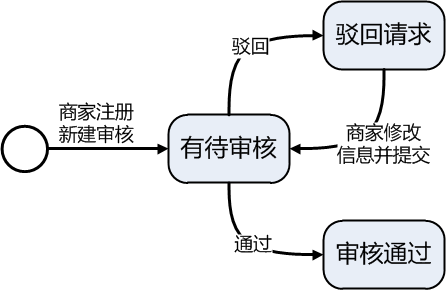 驳回请求
驳回
商家注册
新建审核
有待审核
商家修改
信息并提交
通过
审核通过